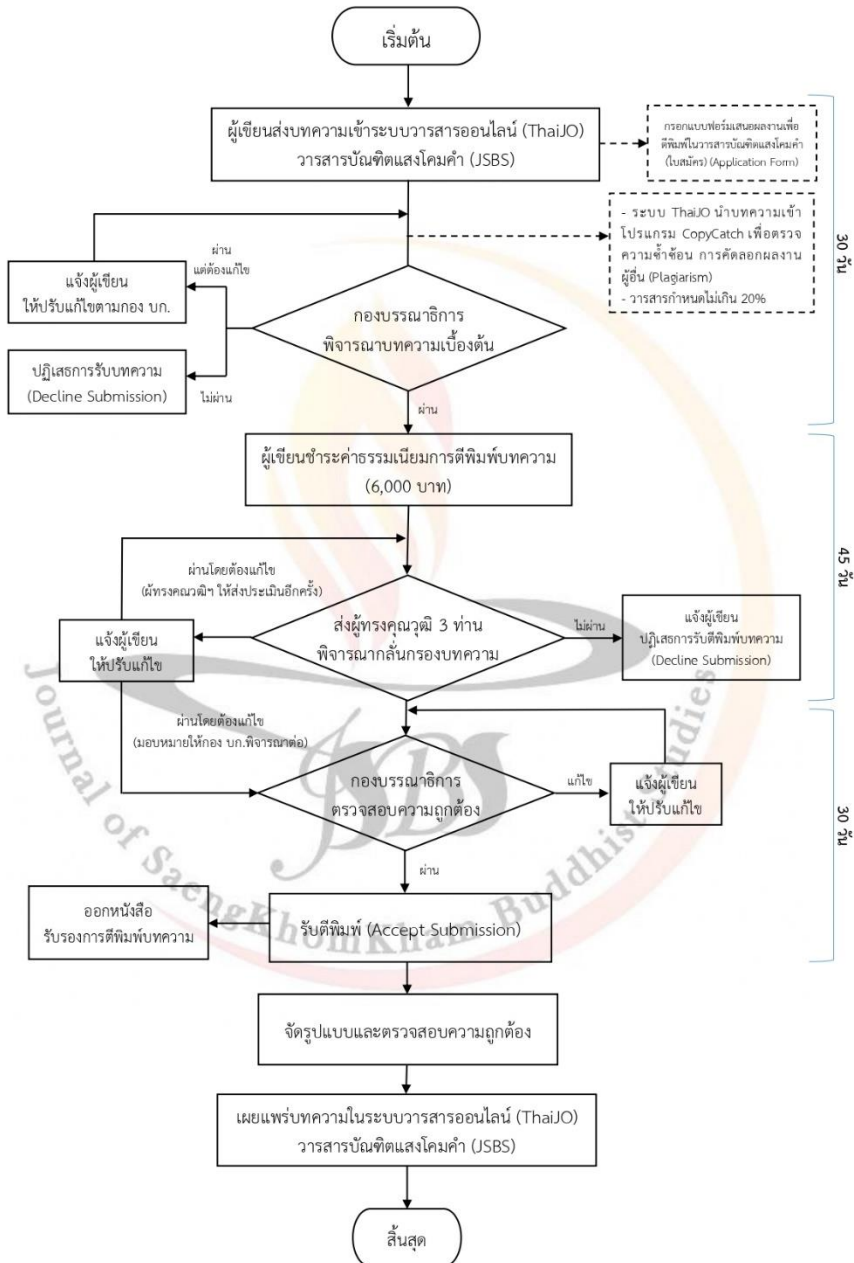 เริ่มต้น
ผู้เขียนส่งบทความเข้าระบบวารสารออนไลน์ (ThaiJO)
วารสารบัณฑิตแสงโคมคำ (JSBS)
กรอกแบบฟอร์มเสนอผลงานเพื่อ
ตีพิมพ์ในวารสารบัณฑิตแสงโคมคำ
(ใบสมัคร) (Application Form)
- ระบบ ThaiJO นำบทความเข้า
โปรแกรม CopyCatch เพื่อตรวจ
ความซ้ำซ้อน การคัดลอกผลงาน
ผู้อื่น (Plagiarism)
- วารสารกำหนดไม่เกิน 20%
30 วัน
ผ่าน
แต่ต้องแก้ไข
แจ้งผู้เขียน
ให้ปรับแก้ไขตามกอง บก.
กองบรรณาธิการ
พิจารณาบทความเบื้องต้น
ปฏิเสธการรับบทความ
(Decline Submission)
ไม่ผ่าน
ผ่าน
ผู้เขียนชำระค่าธรรมเนียมการตีพิมพ์บทความ
(6,000 บาท)
45 วัน
ผ่านโดยต้องแก้ไข
(ผู้ทรงคุณวุฒิฯ ให้ส่งประเมินอีกครั้ง)
ส่งผู้ทรงคุณวุฒิ 3 ท่าน
พิจารณากลั่นกรองบทความ
แจ้งผู้เขียน
ให้ปรับแก้ไข
ไม่ผ่าน
แจ้งผู้เขียน
ปฏิเสธการรับตีพิมพ์บทความ
(Decline Submission)
ผ่านโดยต้องแก้ไข
(มอบหมายให้กอง บก.พิจารณาต่อ)
กองบรรณาธิการ
ตรวจสอบความถูกต้อง
แก้ไข
แจ้งผู้เขียน
ให้ปรับแก้ไข
30 วัน
ผ่าน
ออกหนังสือ
รับรองการตีพิมพ์บทความ
รับตีพิมพ์ (Accept Submission)
จัดรูปแบบและตรวจสอบความถูกต้อง
เผยแพร่บทความในระบบวารสารออนไลน์ (ThaiJO)
วารสารบัณฑิตแสงโคมคำ (JSBS)
สิ้นสุด
JSBS
Journal of SaengKhomKham Buddhist Studies